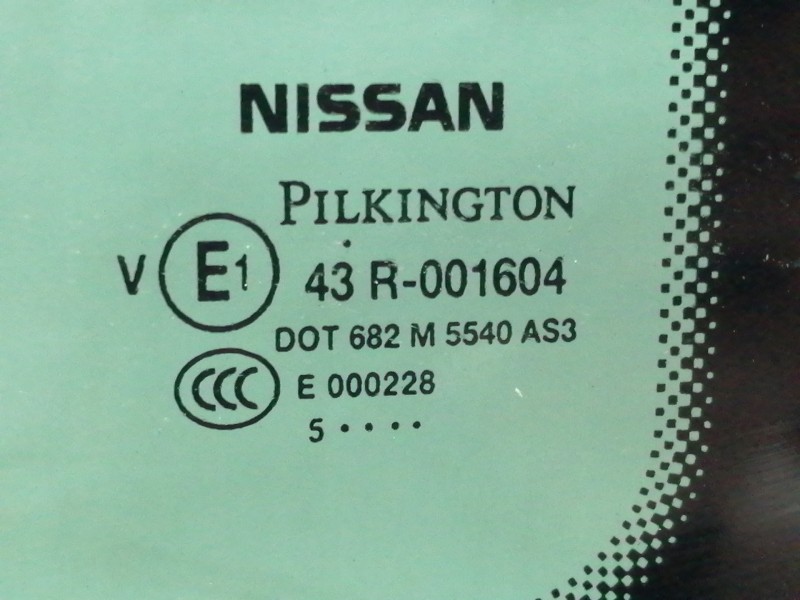 NISSAN
PILKINGTON
V E1 43 R-001604
DOT 682 M 5540 AS3
CCC E 000228
5 · · · ·